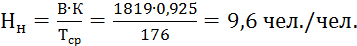 Нн = В·К / Тср = 1819·0,925 / 176 = 9,6 чел./чел.